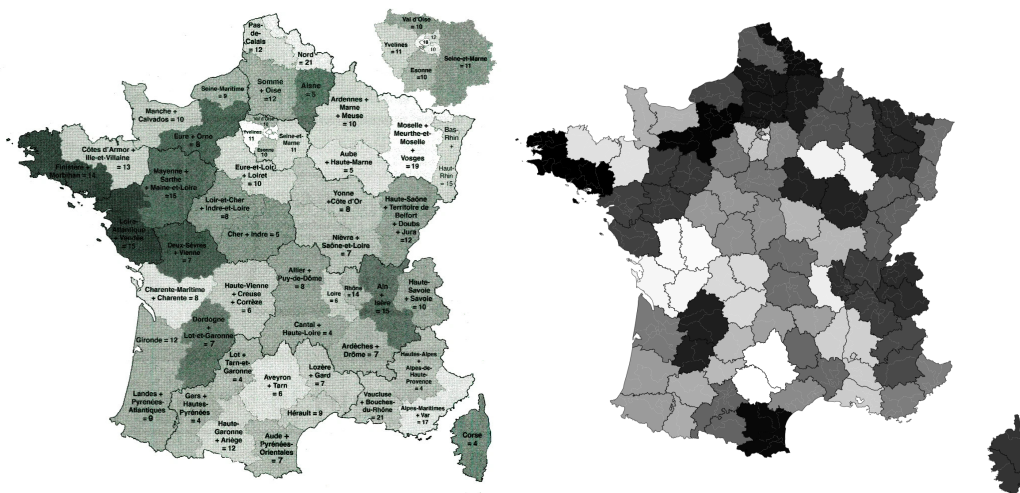 Pas-
de-
Calais
= 12
Nord
= 21
Val d'Oise
= 10
Yvelines
= 11
12
10
Essonne
=10
Seine-et-Marne
= 11
Seine-Maritime
= 9
Somme
+ Oise
=12
Aisne
= 5
Ardennes +
Marne
+ Meuse
= 10
Moselle +
Meurthe-et-
Moselle
+
Vosges
= 19
Bas-
Rhin
+
Haut-
Rhin
= 15
Manche +
Calvados = 10
Eure + Orne
Yvelines
11
Seine-et-
Marne
11
Côtes d'Armor +
Ille-et-Villaine
= 13
Mayenne +
Sarthe
+ Maine-et-Loire
Eure-et-Loir
+ Loiret
= 10
Aube
+ Haute-Marne
= 5
Loir-et-Cher
+ Indre-et-Loire
=8
Yonne
+Côte d'Or
= 8
Haute-Saône
+ Territoire de
Belfort
+ Doubs
+ Jura
=12
Cher + Indre = 5
Nièvre +
Saône-et-Loire
= 7
Loire-
Atlantique
+ Vendée
Deux-Sèvres
+ Vienne
= 7
Charente-Maritime
+ Charente = 8
Haute-Vienne
+ Creuse
+ Corrèze
= 6
Allier +
Puy-de-Dôme
= 8
Loire
= 6
Rhône
=14
Ain
+
Isère
= 15
Haute-
Savoie +
Savoie
= 10
Gironde = 12
Dordogne
+
Lot-et-Garonne
= 7
Cantal +
Haute-Loire = 4
Ardèches +
Drôme = 7
Lot +
Tarn-et-
Garonne
= 4
Aveyron
+ Tarn
= 6
Lozère
+ Gard
= 7
Hautes-Alpes
+
Alpes-de-
Haute-
Provence
= 4
Landes +
Pyrénées-
Atlantiques
= 9
Gers +
Hautes-
Pyrénées
= 4
Hérault = 9
Vaucluse
+ Bouches-
du-Rhône
= 21
Alpes-Maritimes
+ Var
= 17
Haute-
Garonne
+ Ariège
= 12
Aude +
Pyrénées-
Orientales
= 7
Corse
= 4